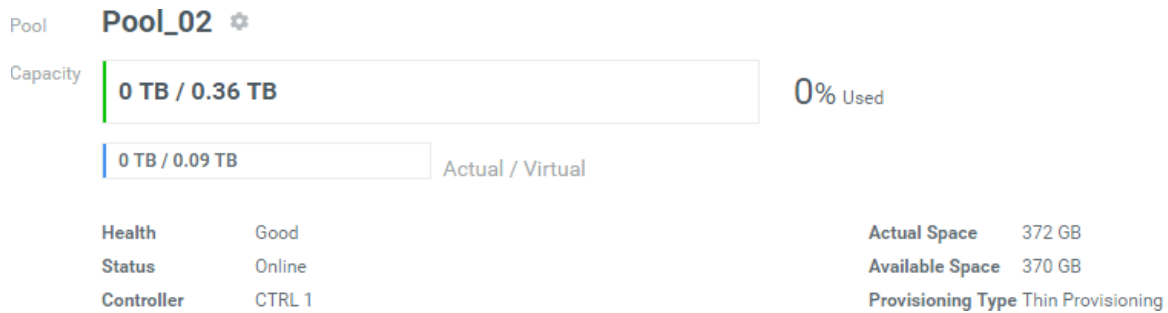 Pool Pool_02
Capacity 0 TB / 0.36 TB 0% Used
0 TB / 0.09 TB Actual / Virtual
Health Good Actual Space 372 GB
Status Online Available Space 370 GB
Controller CTRL 1 Provisioning Type Thin Provisioning